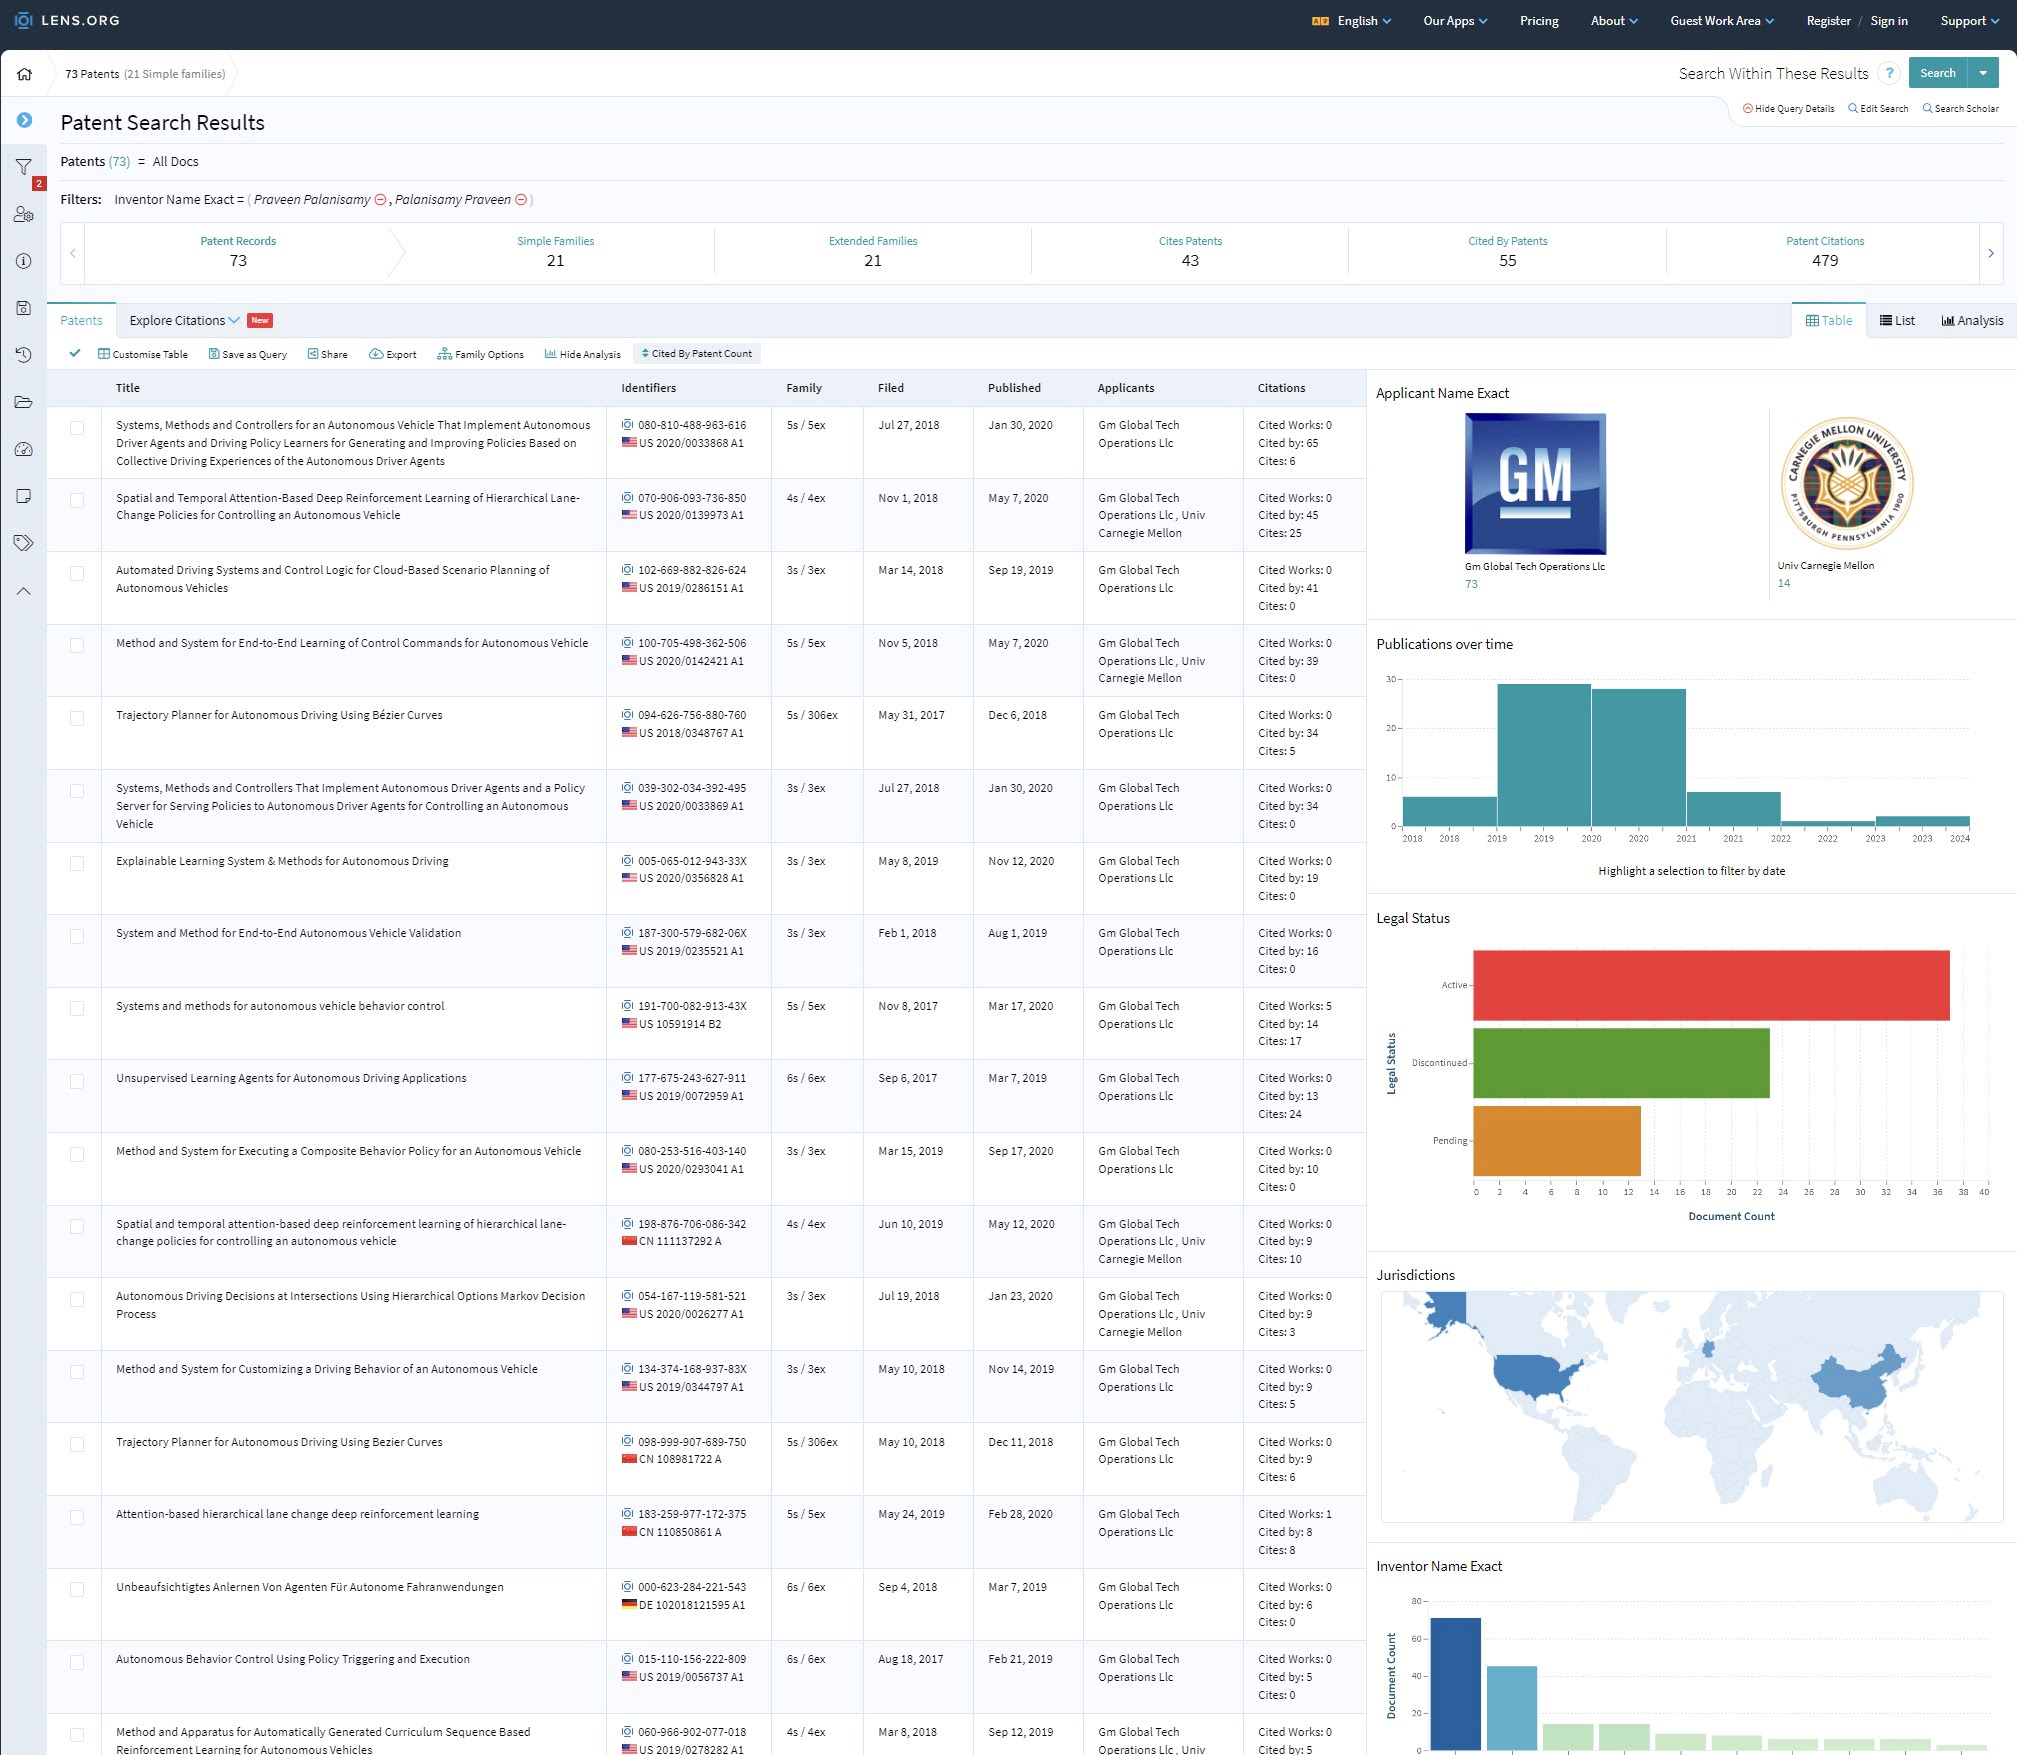 LENS.ORG
English
Our Apps
Pricing
About
Guest Work Area
Register / Sign in
Support
73 Patents (21 Simple families)
Search Within These Results
?
Search
Hide Query Details
Edit Search
Search Scholar
Patent Search Results
Patents (73) = All Docs
2
Filters: Inventor Name Exact = ( Praveen Palanisamy , Palanisamy Praveen )
Patent Records
73
Simple Families
21
Extended Families
21
Cites Patents
43
Cited By Patents
55
Patent Citations
479
Patents
Explore Citations
New
Table
List
Analysis
Customise Table
Save as Query
Share
Export
Family Options
Hide Analysis
Cited By Patent Count
Title Identifiers Family Filed Published Applicants Citations
Systems, Methods and Controllers for an Autonomous Vehicle That Implement Autonomous
Driver Agents and Driving Policy Learners for Generating and Improving Policies Based on
Collective Driving Experiences of the Autonomous Driver Agents
080-810-488-963-616
US 2020/0033868 A1
5s / 5ex
Jul 27, 2018
Jan 30, 2020
Gm Global Tech
Operations Llc
Cited Works: 0
Cited by: 65
Cites: 6
Spatial and Temporal Attention-Based Deep Reinforcement Learning of Hierarchical Lane-
Change Policies for Controlling an Autonomous Vehicle
070-906-093-736-850
US 2020/0139973 A1
4s / 4ex
Nov 1, 2018
May 7, 2020
Gm Global Tech
Operations Llc , Univ
Carnegie Mellon
Cited Works: 0
Cited by: 45
Cites: 25
Automated Driving Systems and Control Logic for Cloud-Based Scenario Planning of
Autonomous Vehicles
102-669-882-826-624
US 2019/0286151 A1
3s / 3ex
Mar 14, 2018
Sep 19, 2019
Gm Global Tech
Operations Llc
Cited Works: 0
Cited by: 41
Cites: 0
Method and System for End-to-End Learning of Control Commands for Autonomous Vehicle
100-705-498-362-506
US 2020/0142421 A1
5s / 5ex
Nov 5, 2018
May 7, 2020
Gm Global Tech
Operations Llc , Univ
Carnegie Mellon
Cited Works: 0
Cited by: 39
Cites: 0
Trajectory Planner for Autonomous Driving Using Bézier Curves
094-626-756-880-760
US 2018/0348767 A1
5s / 306ex
May 31, 2017
Dec 6, 2018
Gm Global Tech
Operations Llc
Cited Works: 0
Cited by: 34
Cites: 5
Systems, Methods and Controllers That Implement Autonomous Driver Agents and a Policy
Server for Serving Policies to Autonomous Driver Agents for Controlling an Autonomous
Vehicle
039-302-034-392-495
US 2020/0033869 A1
3s / 3ex
Jul 27, 2018
Jan 30, 2020
Gm Global Tech
Operations Llc
Cited Works: 0
Cited by: 34
Cites: 0
Explainable Learning System & Methods for Autonomous Driving
005-065-012-943-33X
US 2020/0356828 A1
3s / 3ex
May 8, 2019
Nov 12, 2020
Gm Global Tech
Operations Llc
Cited Works: 0
Cited by: 19
Cites: 0
System and Method for End-to-End Autonomous Vehicle Validation
187-300-579-682-06X
US 2019/0235521 A1
3s / 3ex
Feb 1, 2018
Aug 1, 2019
Gm Global Tech
Operations Llc
Cited Works: 0
Cited by: 16
Cites: 0
Systems and methods for autonomous vehicle behavior control
191-700-082-913-43X
US 10591914 B2
5s / 5ex
Nov 8, 2017
Mar 17, 2020
Gm Global Tech
Operations Llc
Cited Works: 5
Cited by: 14
Cites: 17
Unsupervised Learning Agents for Autonomous Driving Applications
177-675-243-627-911
US 2019/0072959 A1
6s / 6ex
Sep 6, 2017
Mar 7, 2019
Gm Global Tech
Operations Llc
Cited Works: 0
Cited by: 13
Cites: 24
Method and System for Executing a Composite Behavior Policy for an Autonomous Vehicle
080-253-516-403-140
US 2020/0293041 A1
3s / 3ex
Mar 15, 2019
Sep 17, 2020
Gm Global Tech
Operations Llc
Cited Works: 0
Cited by: 10
Cites: 0
Spatial and temporal attention-based deep reinforcement learning of hierarchical lane-
change policies for controlling an autonomous vehicle
198-876-706-086-342
CN 111137292 A
4s / 4ex
Jun 10, 2019
May 12, 2020
Gm Global Tech
Operations Llc , Univ
Carnegie Mellon
Cited Works: 0
Cited by: 9
Cites: 10
Autonomous Driving Decisions at Intersections Using Hierarchical Options Markov Decision
Process
054-167-119-581-521
US 2020/0026277 A1
3s / 3ex
Jul 19, 2018
Jan 23, 2020
Gm Global Tech
Operations Llc , Univ
Carnegie Mellon
Cited Works: 0
Cited by: 9
Cites: 3
Method and System for Customizing a Driving Behavior of an Autonomous Vehicle
134-374-168-937-83X
US 2019/0344797 A1
3s / 3ex
May 10, 2018
Nov 14, 2019
Gm Global Tech
Operations Llc
Cited Works: 0
Cited by: 9
Cites: 5
Trajectory Planner for Autonomous Driving Using Bezier Curves
098-999-907-689-750
CN 108981722 A
5s / 306ex
May 10, 2018
Dec 11, 2018
Gm Global Tech
Operations Llc
Cited Works: 0
Cited by: 9
Cites: 6
Attention-based hierarchical lane change deep reinforcement learning
183-259-977-172-375
CN 110850861 A
5s / 5ex
May 24, 2019
Feb 28, 2020
Gm Global Tech
Operations Llc
Cited Works: 1
Cited by: 8
Cites: 8
Unbeaufsichtigtes Anlernen Von Agenten Für Autonome Fahranwendungen
000-623-284-221-543
DE 102018121595 A1
6s / 6ex
Sep 4, 2018
Mar 7, 2019
Gm Global Tech
Operations Llc
Cited Works: 0
Cited by: 6
Cites: 0
Autonomous Behavior Control Using Policy Triggering and Execution
015-110-156-222-809
US 2019/0056737 A1
6s / 6ex
Aug 18, 2017
Feb 21, 2019
Gm Global Tech
Operations Llc
Cited Works: 0
Cited by: 5
Cites: 0
Method and Apparatus for Automatically Generated Curriculum Sequence Based
Reinforcement Learning for Autonomous Vehicles
060-966-902-077-018
US 2019/0278282 A1
4s / 4ex
Mar 8, 2018
Sep 12, 2019
Gm Global Tech
Operations Llc , Univ
Cited Works: 0
Cited by: 5
Applicant Name Exact
GM
Gm Global Tech Operations Llc
73
CARNEGIE MELLON UNIVERSITY
PITTSBURGH PENNSYLVANIA 1900
Univ Carnegie Mellon
14
Publications over time
30
20
10
0
2018 2018 2019 2019 2020 2020 2021 2021 2022 2022 2023 2023 2024
Highlight a selection to filter by date
Legal Status
Legal Status
Active
Discontinued
Pending
0 2 4 6 8 10 12 14 16 18 20 22 24 26 28 30 32 34 36 38 40
Document Count
Jurisdictions
Inventor Name Exact
Document Count
80
60
40
20
0